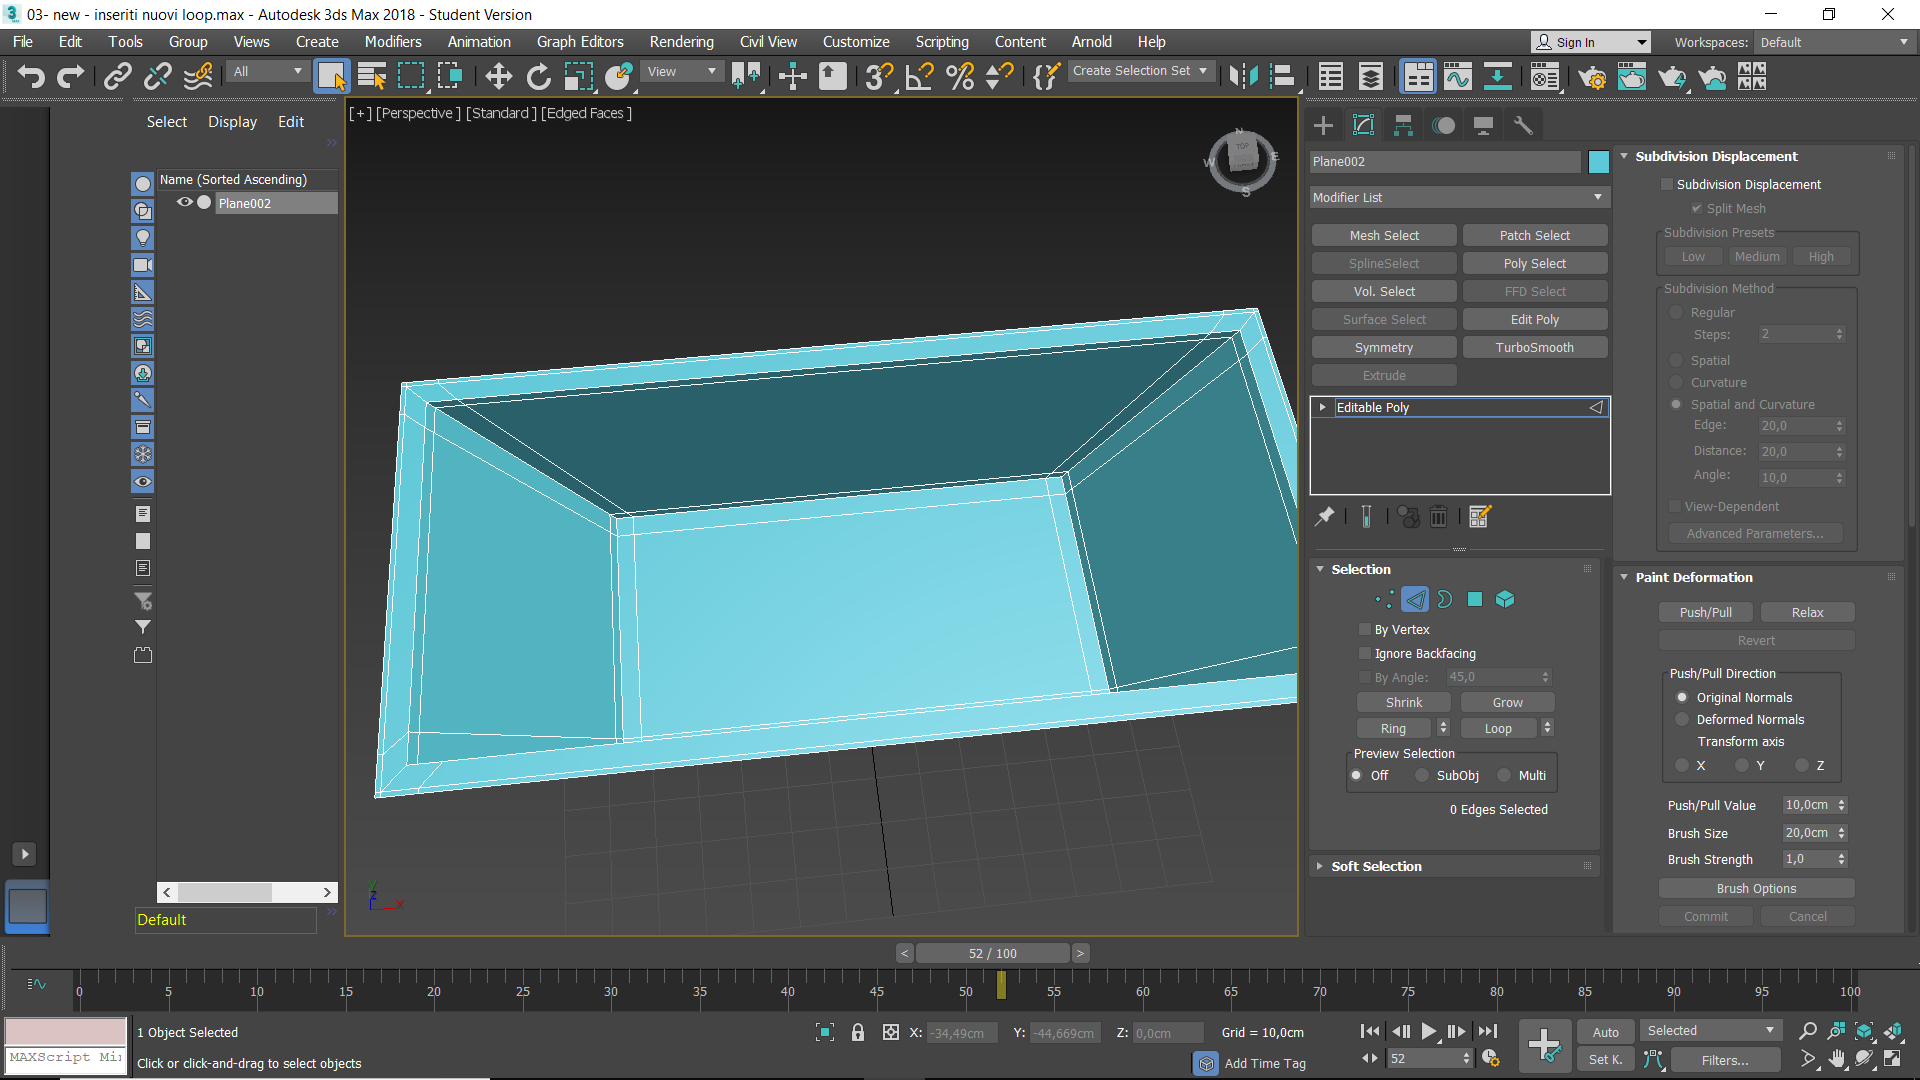 03- new - inseriti nuovi loop.max - Autodesk 3ds Max 2018 - Student Version
File Edit Tools Group Views Create Modifiers Animation Graph Editors Rendering Civil View Customize Scripting Content Arnold Help
Sign In
Workspaces: Default
All
View
Create Selection Set
Select Display Edit
Name (Sorted Ascending)
Plane002
Default
[ + ] [Perspective ] [Standard ] [Edged Faces ]
N
W
E
S
TOP
Z
X
Plane002
Modifier List
Mesh Select Patch Select
SplineSelect Poly Select
Vol. Select FFD Select
Surface Select Edit Poly
Symmetry TurboSmooth
Extrude
Editable Poly
Selection
By Vertex
Ignore Backfacing
By Angle: 45,0
Shrink Grow
Ring Loop
Preview Selection
Off SubObj Multi
0 Edges Selected
Soft Selection
Subdivision Displacement
Subdivision Displacement
Split Mesh
Subdivision Presets
Low Medium High
Subdivision Method
Regular
Steps: 2
Spatial
Curvature
Spatial and Curvature
Edge: 20,0
Distance: 20,0
Angle: 10,0
View-Dependent
Advanced Parameters...
Paint Deformation
Push/Pull Relax
Revert
Push/Pull Direction
Original Normals
Deformed Normals
Transform axis
X Y Z
Push/Pull Value 10,0cm
Brush Size 20,0cm
Brush Strength 1,0
Brush Options
Commit Cancel
< 52 / 100 >
0 5 10 15 20 25 30 35 40 45 50 55 60 65 70 75 80 85 90 95 100
1 Object Selected
X: -34,49cm Y: -44,669cm Z: 0,0cm Grid = 10,0cm
Auto Selected
MAXScript Mi
Click or click-and-drag to select objects
Add Time Tag
52
Set K. Filters...